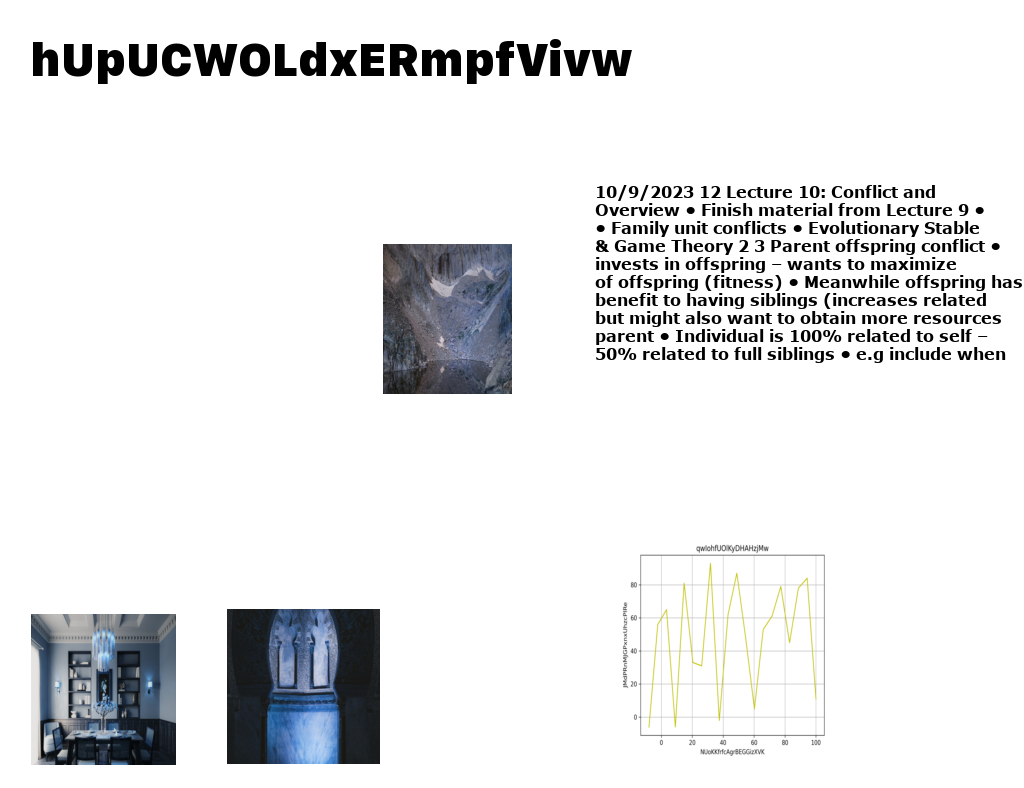 hUpUCWOLdxERmpfVivw
10/9/2023 12 Lecture 10: Conflict and
Overview • Finish material from Lecture 9 •
• Family unit conflicts • Evolutionary Stable
& Game Theory 2 3 Parent offspring conflict •
invests in offspring – wants to maximize
of offspring (fitness) • Meanwhile offspring has
benefit to having siblings (increases related
but might also want to obtain more resources
parent • Individual is 100% related to self –
50% related to full siblings • e.g include when
80
60
40
20
0
0 20 40 60 80 100